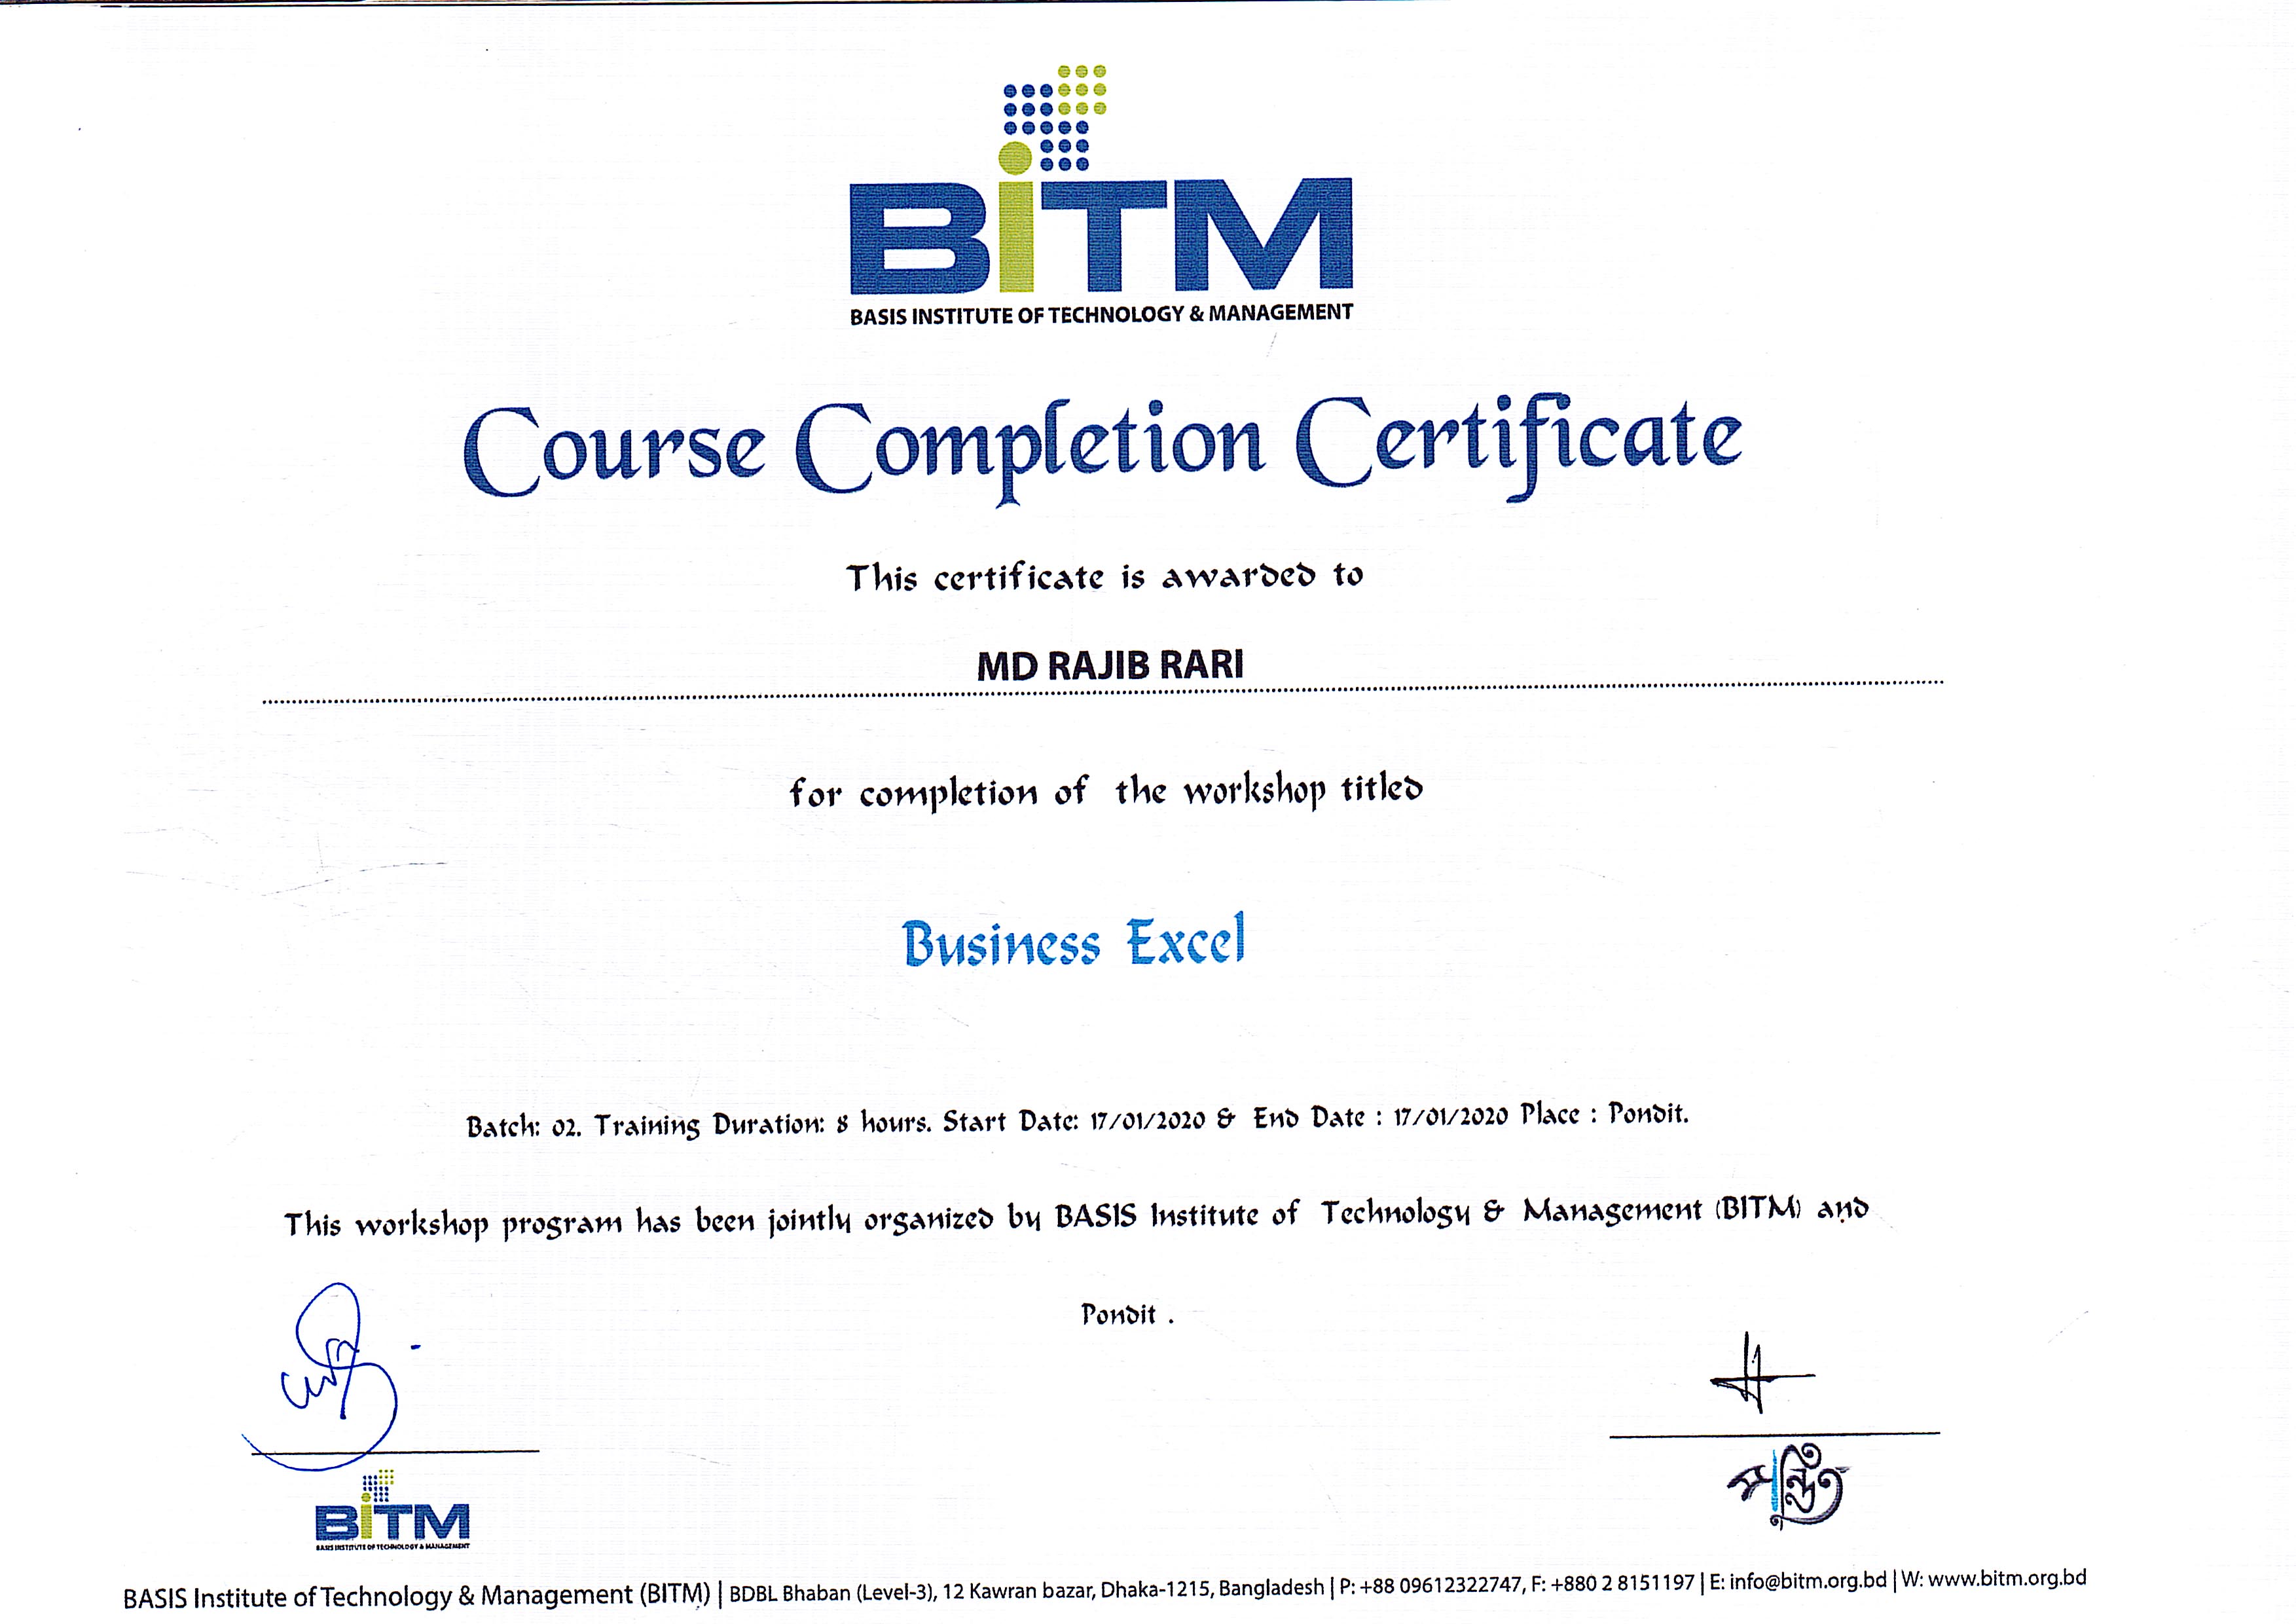 BiTM
BASIS INSTITUTE OF TECHNOLOGY & MANAGEMENT
Course Completion Certificate
This certificate is awarded to
MD RAJIB RARI
for completion of the workshop titled
Business Excel
Batch: 02. Training Duration: 8 hours. Start Date: 17/01/2020 & End Date : 17/01/2020 Place : Pondit.
This workshop program has been jointly organized by BASIS Institute of Technology & Management (BITM) and
Pondit .
BiTM
BASIS INSTITUTE OF TECHNOLOGY & MANAGEMENT
পন্ডিত
BASIS Institute of Technology & Management (BITM) | BDBL Bhaban (Level-3), 12 Kawran bazar, Dhaka-1215, Bangladesh | P: +88 09612322747, F: +880 2 8151197 | E: info@bitm.org.bd | W: www.bitm.org.bd